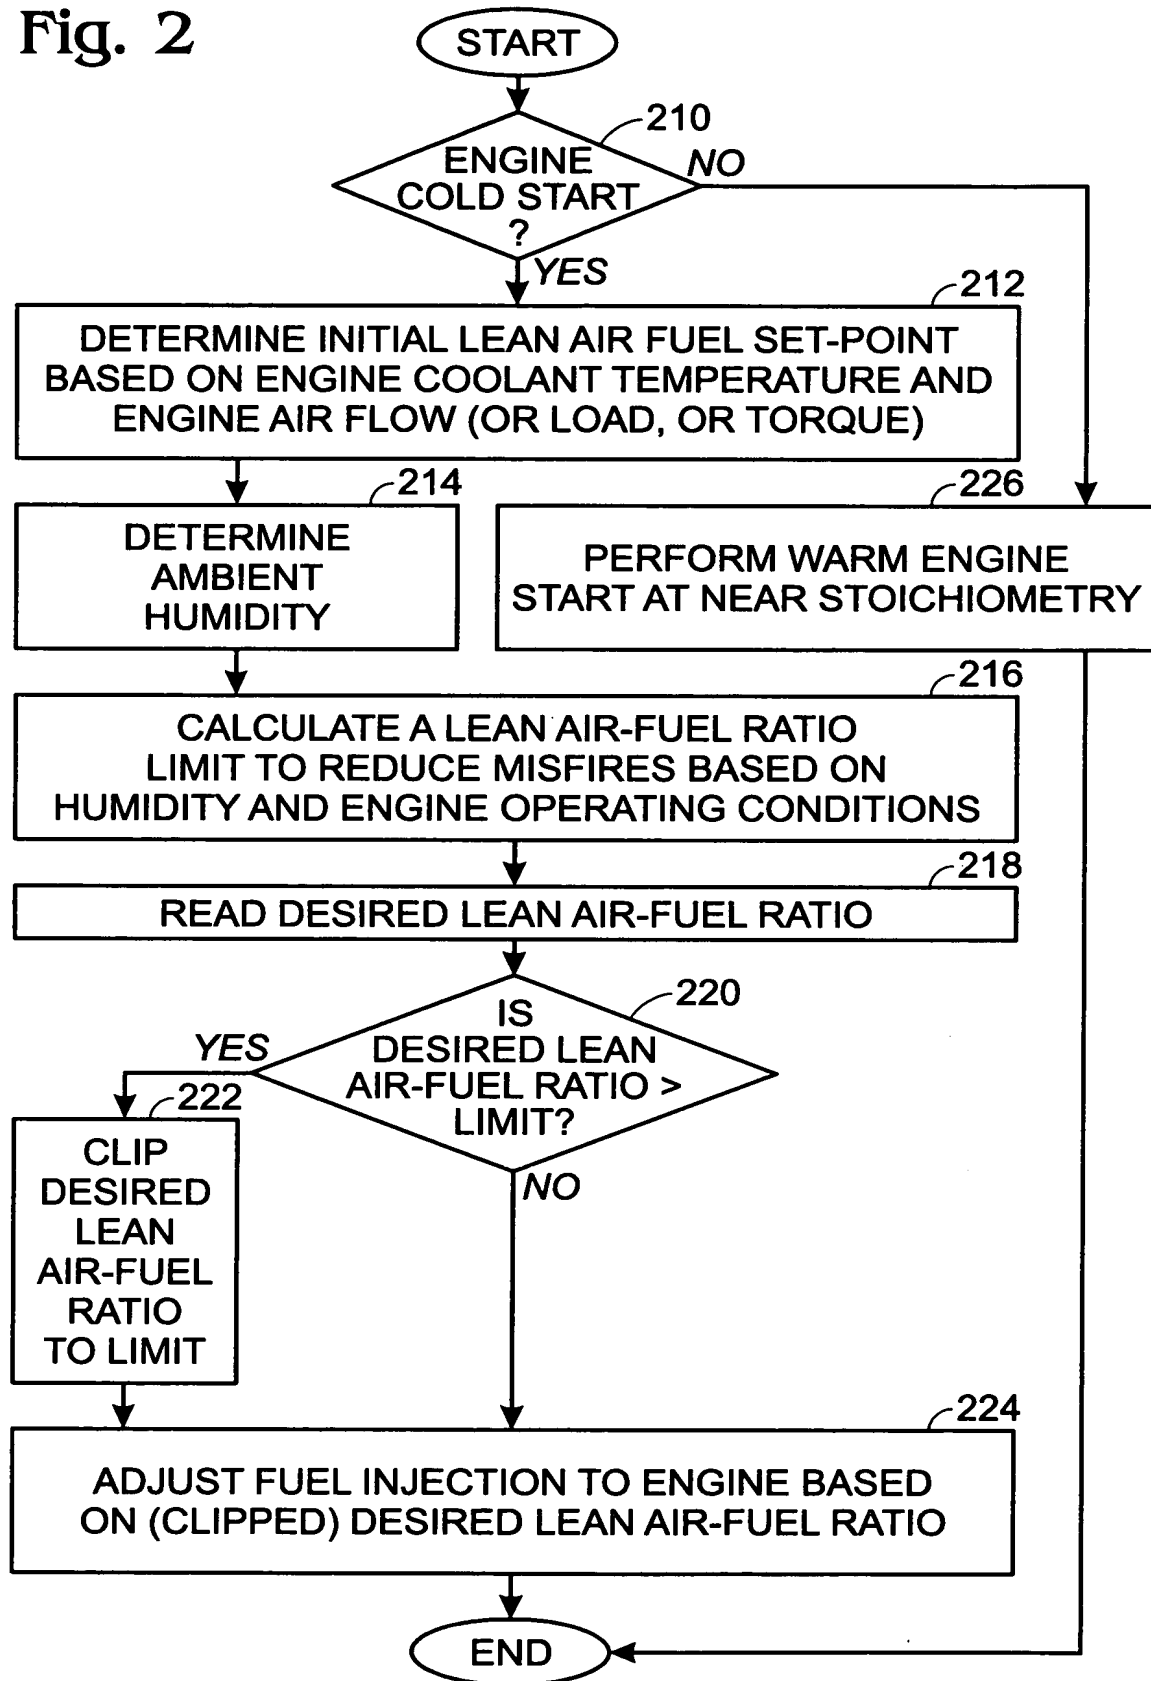 Fig. 2
START
210
ENGINE
COLD START
?
NO
YES
212
DETERMINE INITIAL LEAN AIR FUEL SET-POINT
BASED ON ENGINE COOLANT TEMPERATURE AND
ENGINE AIR FLOW (OR LOAD, OR TORQUE)
214
DETERMINE
AMBIENT
HUMIDITY
226
PERFORM WARM ENGINE
START AT NEAR STOICHIOMETRY
216
CALCULATE A LEAN AIR-FUEL RATIO
LIMIT TO REDUCE MISFIRES BASED ON
HUMIDITY AND ENGINE OPERATING CONDITIONS
218
READ DESIRED LEAN AIR-FUEL RATIO
220
IS
DESIRED LEAN
AIR-FUEL RATIO >
LIMIT?
YES
NO
222
CLIP
DESIRED
LEAN
AIR-FUEL
RATIO
TO LIMIT
224
ADJUST FUEL INJECTION TO ENGINE BASED
ON (CLIPPED) DESIRED LEAN AIR-FUEL RATIO
END